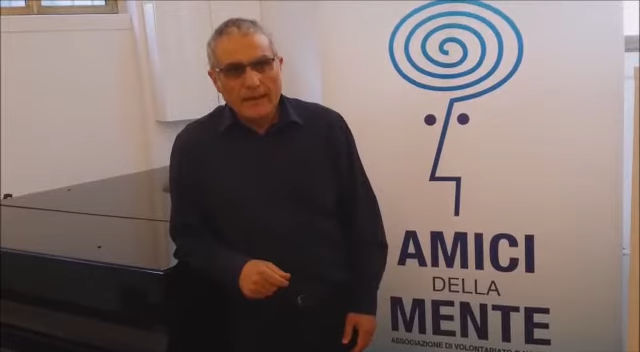 AMICI
DELLA
MENTE
ASSOCIAZIONE DI VOLONTARIATO